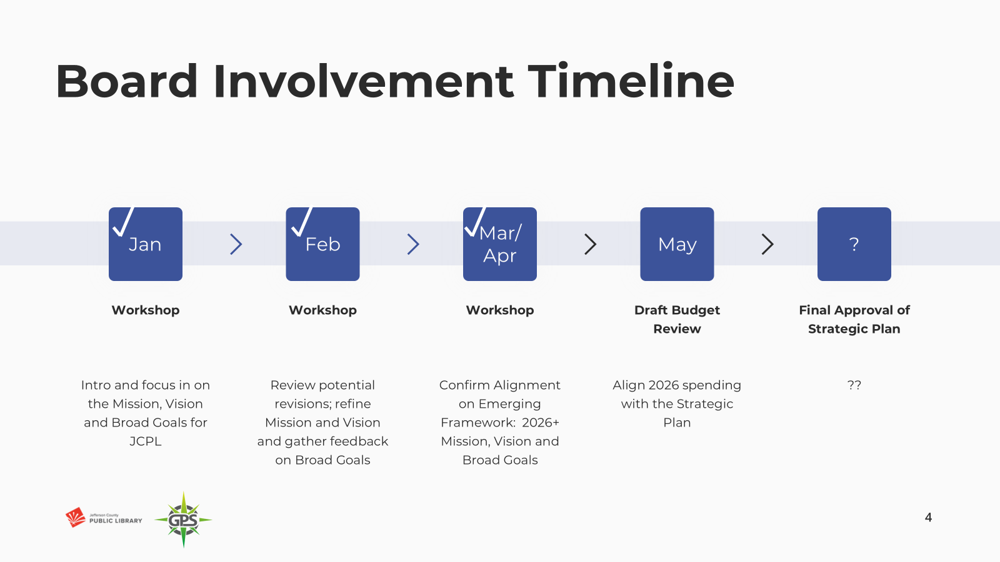 Board Involvement Timeline
Jan
Feb
Mar/
Apr
May
?
Workshop
Workshop
Workshop
Draft Budget
Review
Final Approval of
Strategic Plan
Intro and focus in on
the Mission, Vision
and Broad Goals for
JCPL
Review potential
revisions; refine
Mission and Vision
and gather feedback
on Broad Goals
Confirm Alignment
on Emerging
Framework:  2026+
Mission, Vision and
Broad Goals
Align 2026 spending
with the Strategic
Plan
??
Jefferson County
PUBLIC LIBRARY
GPS
4